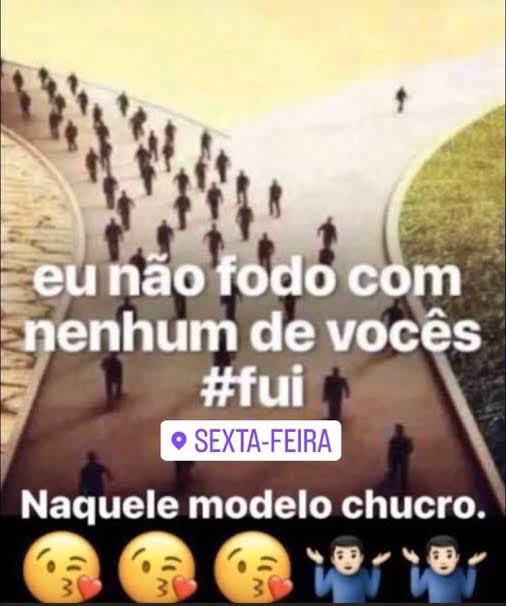 eu não fodo com
nenhum de vocês
#fui
SEXTA-FEIRA
Naquele modelo chucro.